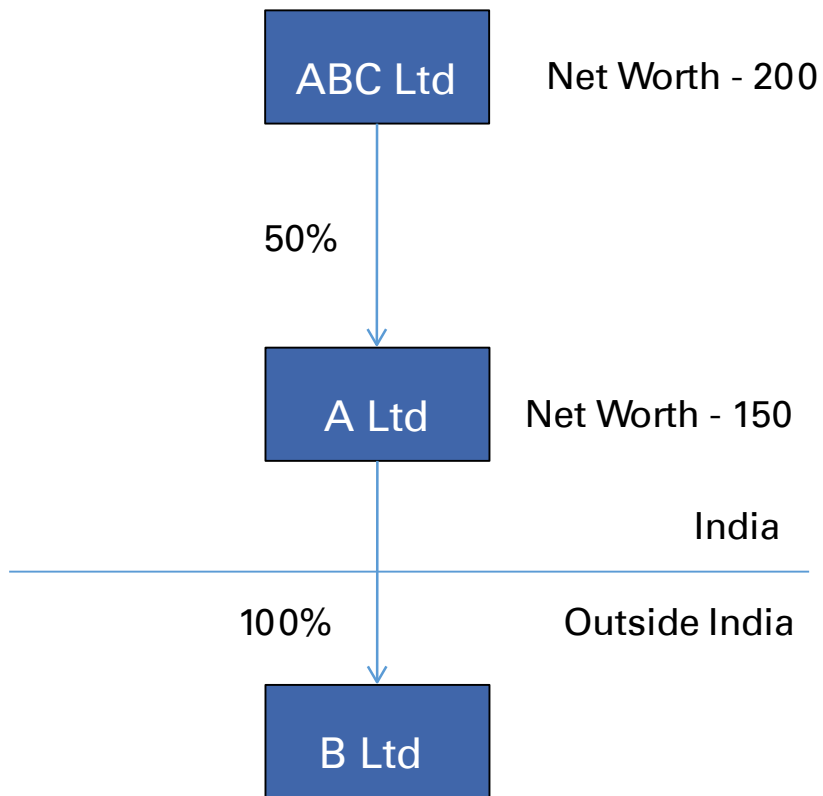 ABC Ltd
Net Worth - 200
50%
A Ltd
Net Worth - 150
India
100%
Outside India
B Ltd